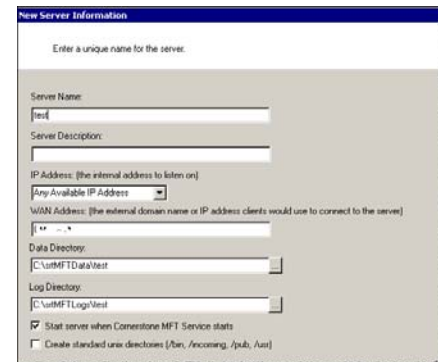 New Server Information
Enter a unique name for the server.
Server Name:
test
Server Description:
IP Address: (the internal address to listen on)
Any Available IP Address
WAN Address: (the external domain name or IP address clients would use to connect to the server)
Data Directory:
C:\srtMFTData\test
...
Log Directory:
C:\srtMFTLogs\test
...
Start server when Cornerstone MFT Service starts
Create standard unix directories (/bin, /incoming, /pub, /usr)